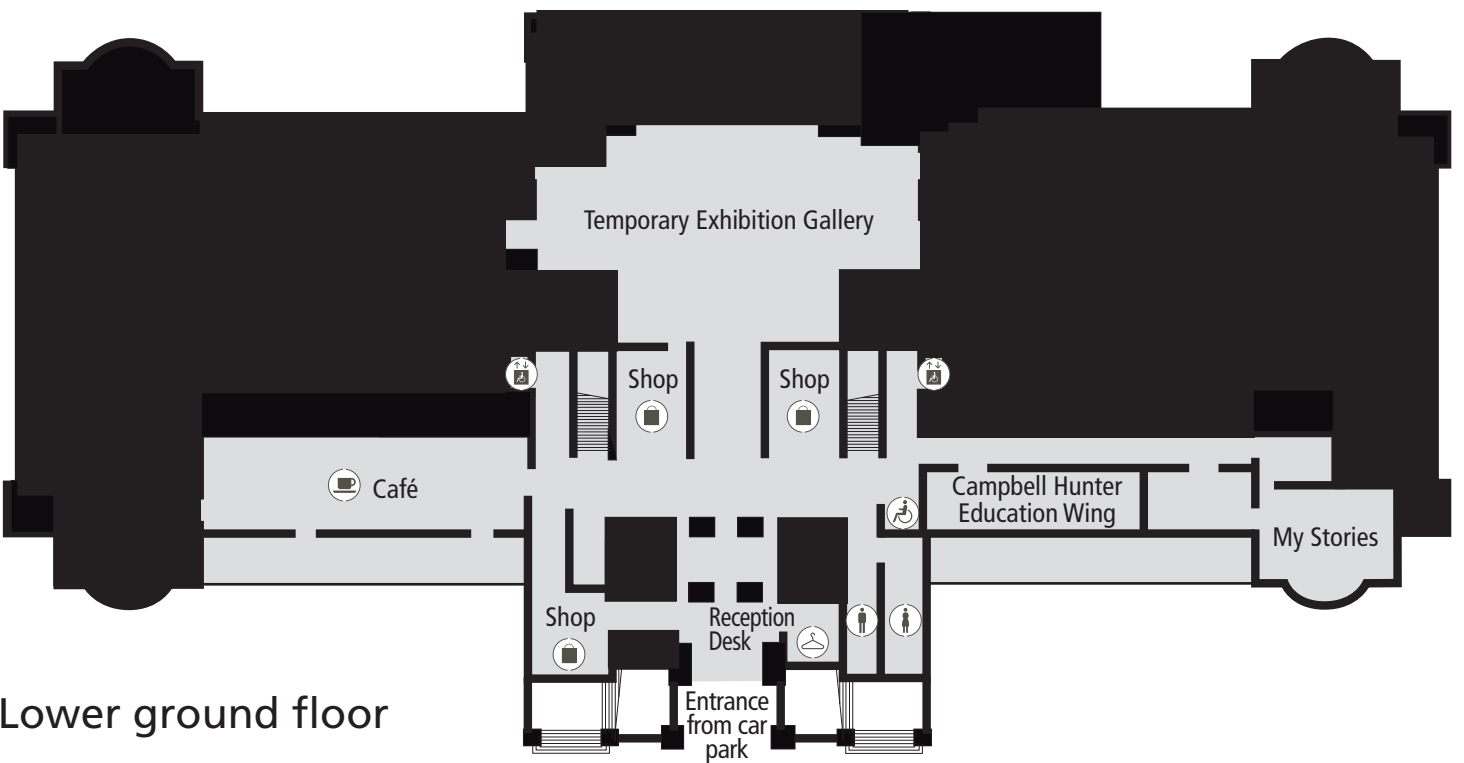 Temporary Exhibition Gallery
Shop
Shop
Café
Campbell Hunter
Education Wing
My Stories
Shop
Reception
Desk
Entrance
from car
park
Lower ground floor